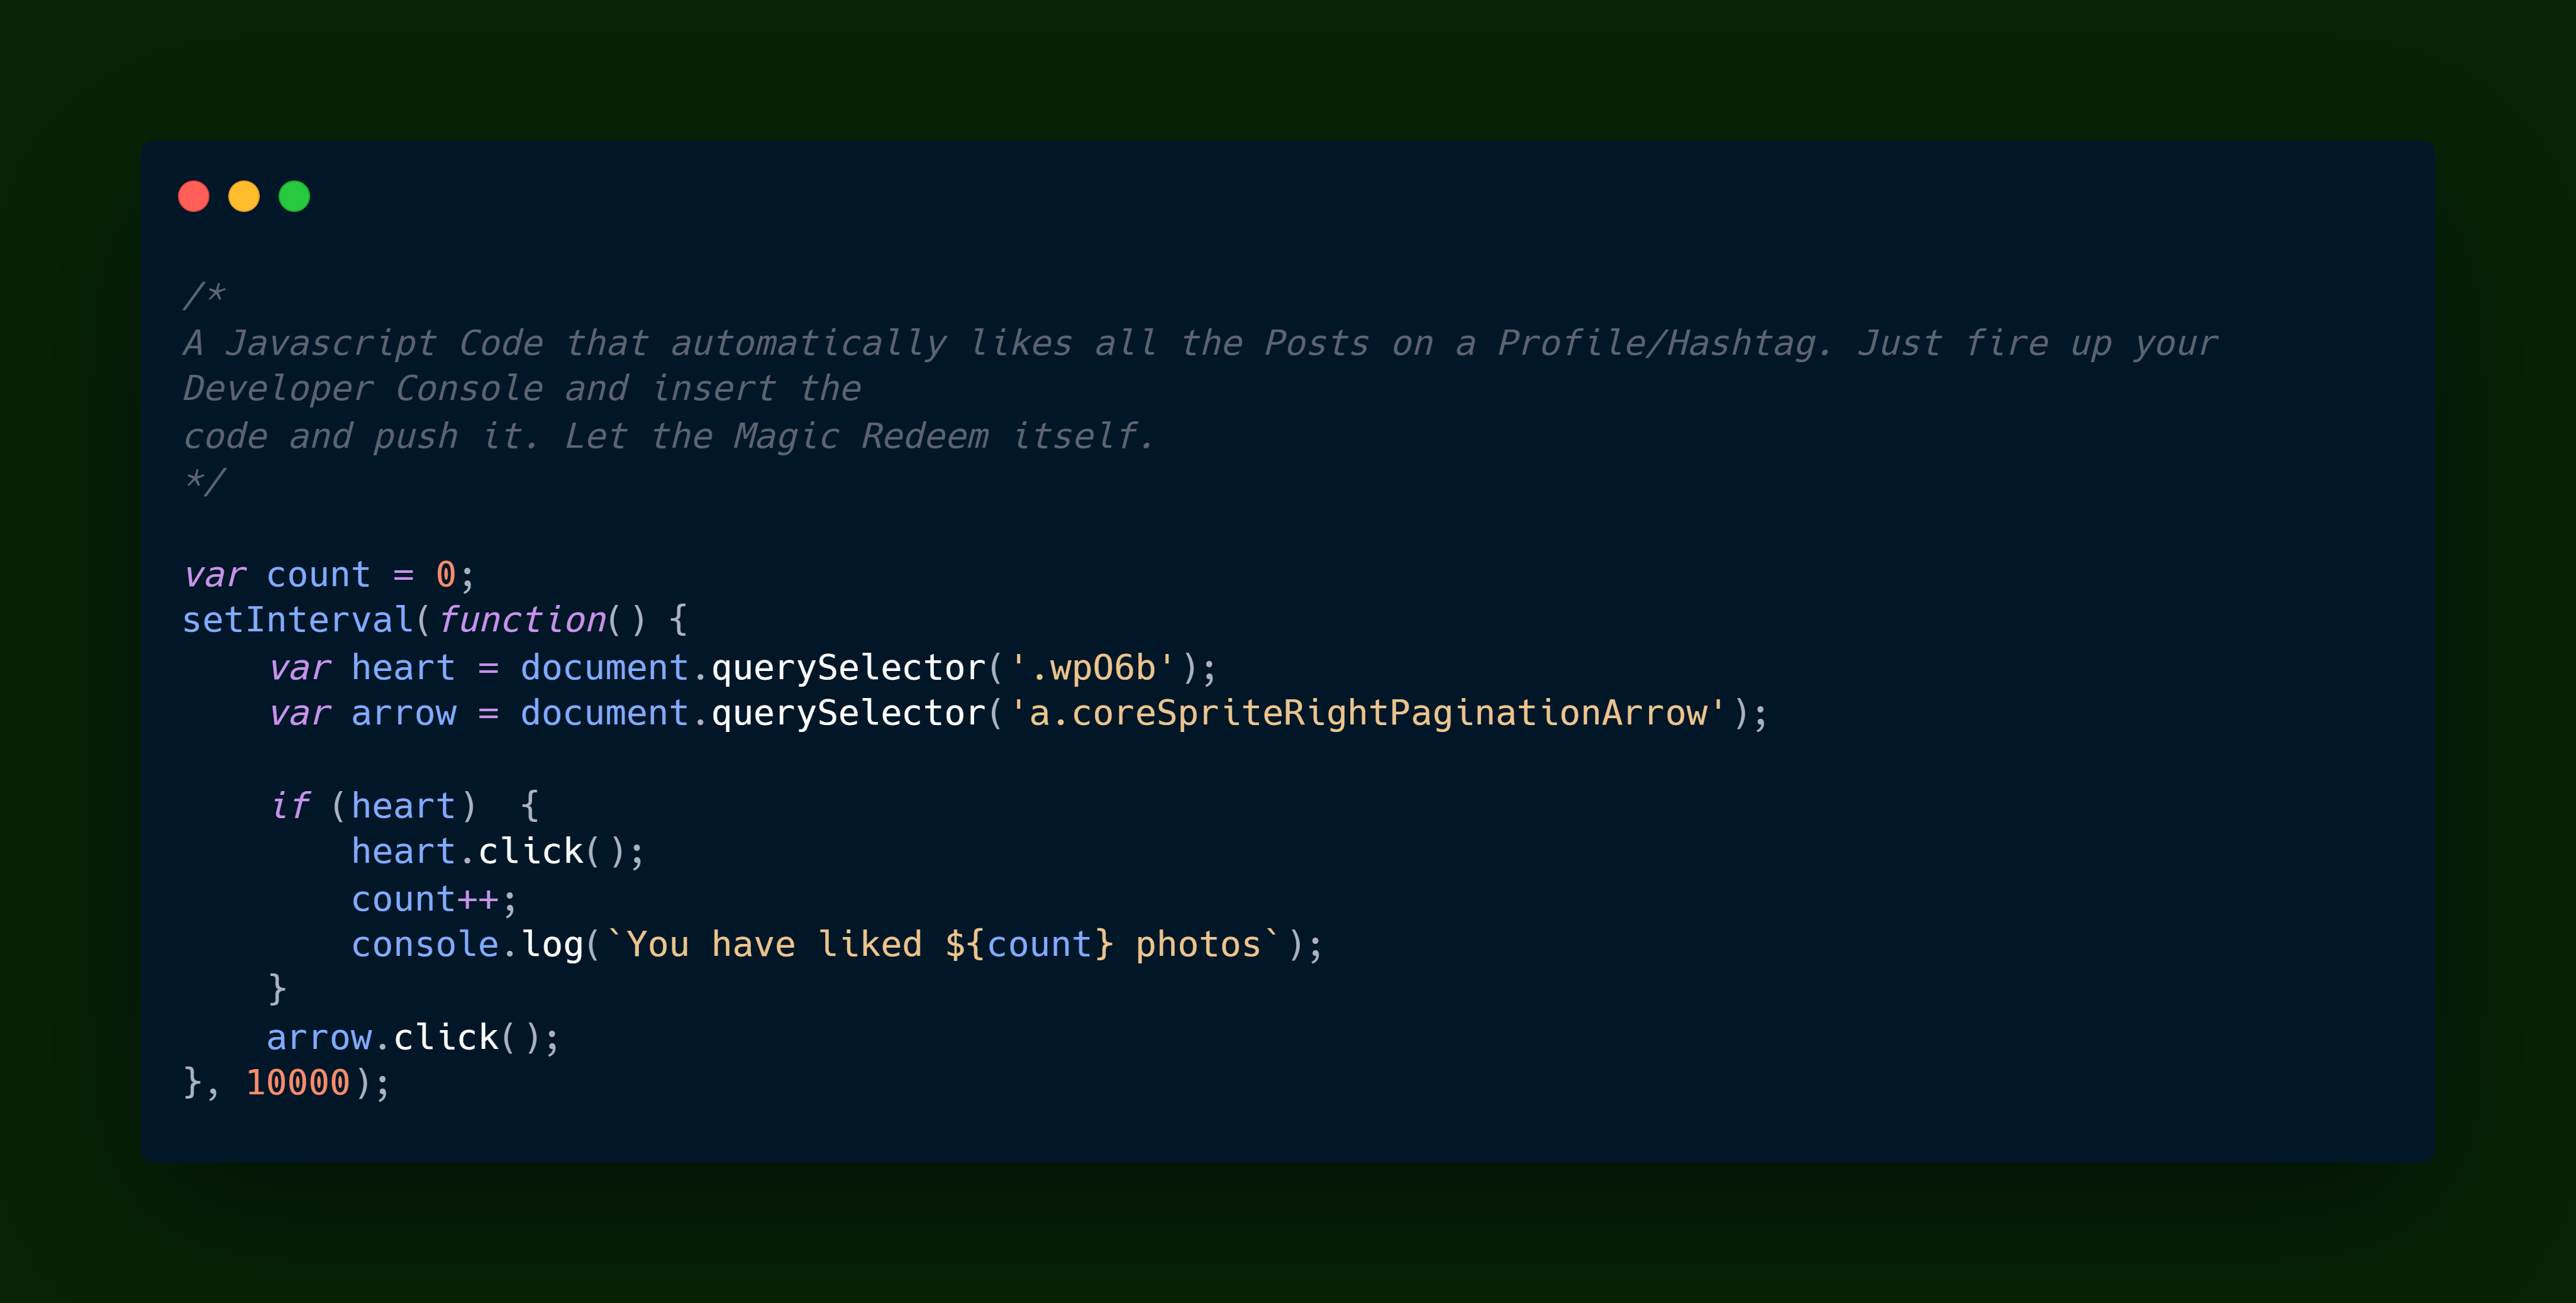 /*
A Javascript Code that automatically likes all the Posts on a Profile/Hashtag. Just fire up your
Developer Console and insert the
code and push it. Let the Magic Redeem itself.
*/

var count = 0;
setInterval(function() {
    var heart = document.querySelector('.wpO6b');
    var arrow = document.querySelector('a.coreSpriteRightPaginationArrow');

    if (heart)  {
        heart.click();
        count++;
        console.log(`You have liked ${count} photos`);
    }
    arrow.click();
}, 10000);